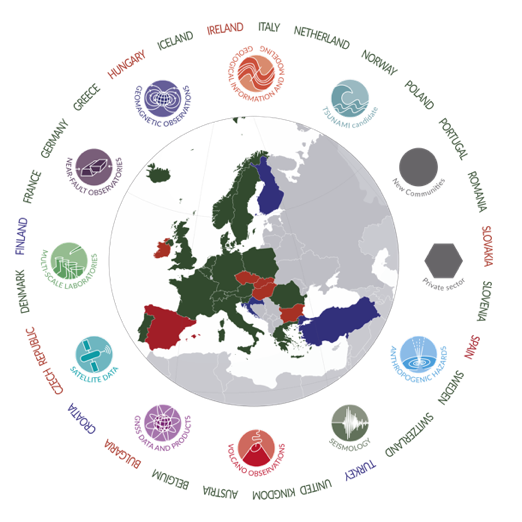 IRELAND
ITALY
NETHERLAND
NORWAY
POLAND
PORTUGAL
ROMANIA
SLOVAKIA
SLOVENIA
SPAIN
SWEDEN
SWITZERLAND
TURKEY
UNITED KINGDOM
AUSTRIA
BELGIUM
BULGARIA
CROATIA
CZECH REPUBLIC
DENMARK
FINLAND
FRANCE
GERMANY
GREECE
HUNGARY
ICELAND
GEOLOGICAL INFORMATION AND MODELING
TSUNAMI candidate
New Communities
Private sector
ANTHROPOGENIC HAZARDS
SEISMOLOGY
VOLCANO OBSERVATIONS
GNSS DATA AND PRODUCTS
SATELLITE DATA
MULTI-SCALE LABORATORIES
NEAR-FAULT OBSERVATORIES
GEOMAGNETIC OBSERVATIONS